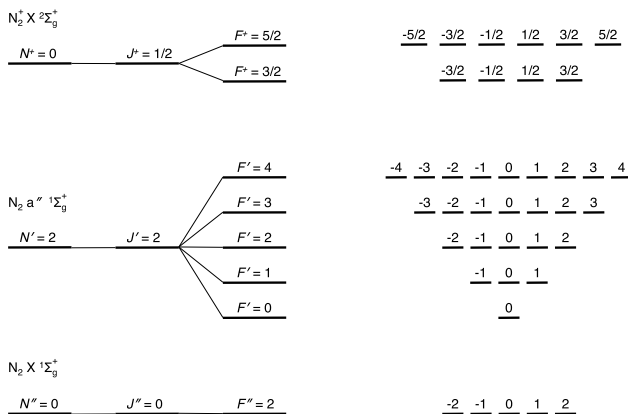 N₂⁺ X ²Σg⁺
N⁺ = 0 J⁺ = 1/2 F⁺ = 5/2 -5/2 -3/2 -1/2 1/2 3/2 5/2
F⁺ = 3/2 -3/2 -1/2 1/2 3/2
F′ = 4 -4 -3 -2 -1 0 1 2 3 4
N₂ a″ ¹Σg⁺
F′ = 3 -3 -2 -1 0 1 2 3
N′ = 2 J′ = 2 F′ = 2 -2 -1 0 1 2
F′ = 1 -1 0 1
F′ = 0 0
N₂ X ¹Σg⁺
N″ = 0 J″ = 0 F″ = 2 -2 -1 0 1 2